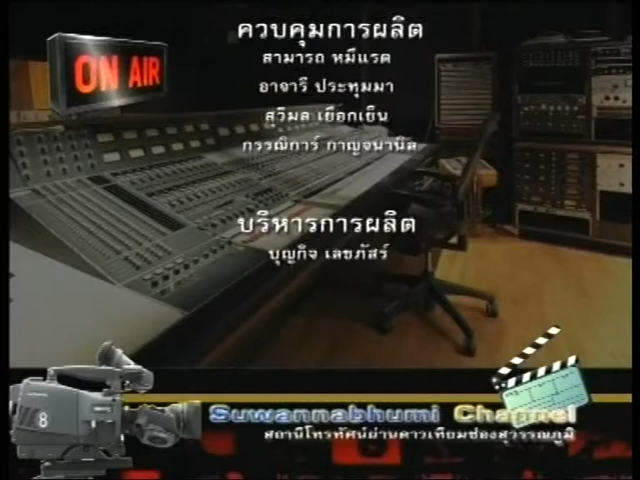 ON AIR
ควบคุมการผลิต
สามารถ หมีแรต
อาจารี ประทุมมา
สุวิมล เยือกเย็น
กรรณิการ์ กาญจนานิล
บริหารการผลิต
บุญกิจ เลขภัสร์
8
Suwannabhumi Channel
สถานีโทรทัศน์ผ่านดาวเทียมช่องสุวรรณภูมิ